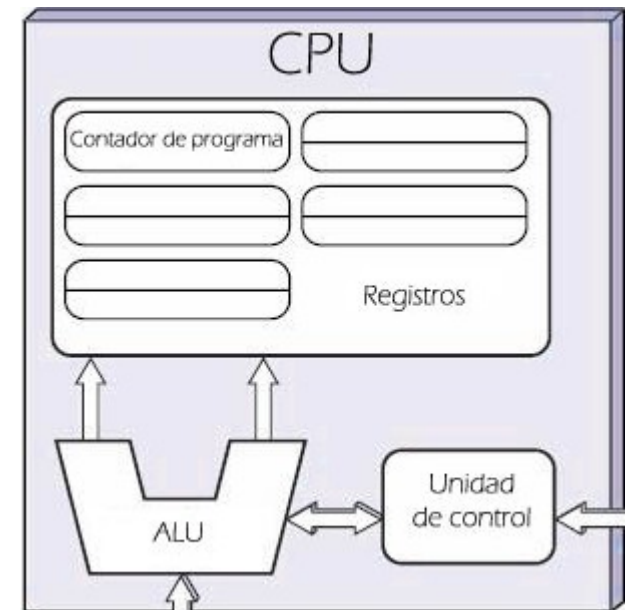 CPU
Contador de programa
Registros
ALU
Unidad
de control